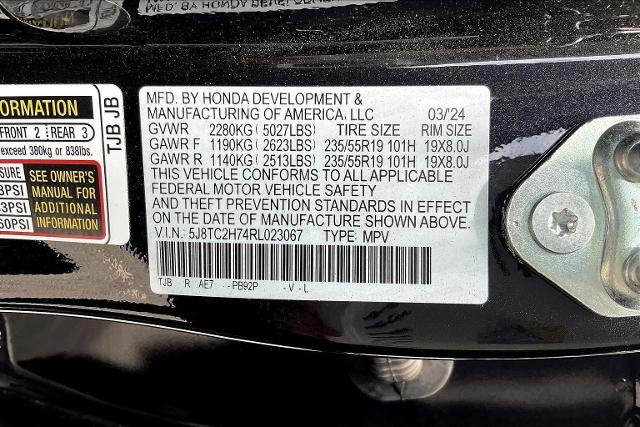 MFD. BY HONDA DEVELOPMENT &
MANUFACTURING OF AMERICA, LLC 03/'24
GVWR 2280KG (5027LBS) TIRE SIZE RIM SIZE
GAWR F 1190KG (2623LBS) 235/55R19 101H 19X8.0J
GAWR R 1140KG (2513LBS) 235/55R19 101H 19X8.0J
THIS VEHICLE CONFORMS TO ALL APPLICABLE
FEDERAL MOTOR VEHICLE SAFETY
AND THEFT PREVENTION STANDARDS IN EFFECT
ON THE DATE OF MANUFACTURE SHOWN ABOVE.
V.I.N.: 5J8TC2H74RL023067 TYPE: MPV
TJB R AE7 -PB92P -V-L
ORMATION
FRONT 2 REAR 3
exceed 380kg or 838lbs.
SEE OWNER'S
MANUAL FOR
ADDITIONAL
INFORMATION
TJB JB